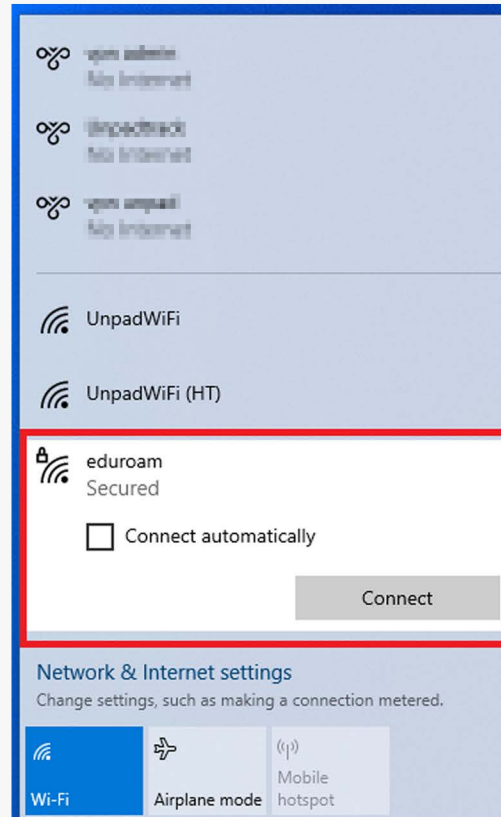 UnpadWiFi
UnpadWiFi (HT)
eduroam
Secured
Connect automatically
Connect
Network & Internet settings
Change settings, such as making a connection metered.
Wi-Fi
Airplane mode
Mobile
hotspot